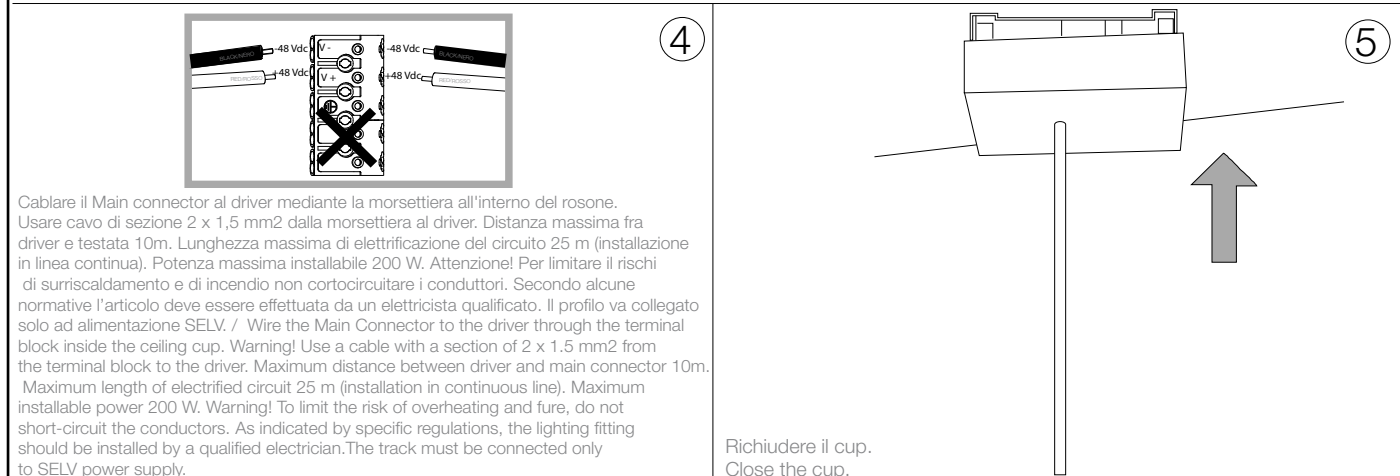 4
-48 Vdc
V -
-48 Vdc
BLACK/NERO
BLACK/NERO
+48 Vdc
V +
+48 Vdc
RED/ROSSO
RED/ROSSO
Cablare il Main connector al driver mediante la morsettiera all'interno del rosone.
Usare cavo di sezione 2 x 1,5 mm2 dalla morsettiera al driver. Distanza massima fra
driver e testata 10m. Lunghezza massima di elettrificazione del circuito 25 m (installazione
in linea continua). Potenza massima installabile 200 W. Attenzione! Per limitare il rischi
di surriscaldamento e di incendio non cortocircuitare i conduttori. Secondo alcune
normative l'articolo deve essere effettuata da un elettricista qualificato. Il profilo va collegato
solo ad alimentazione SELV. / Wire the Main Connector to the driver through the terminal
block inside the ceiling cup. Warning! Use a cable with a section of 2 x 1.5 mm2 from
the terminal block to the driver. Maximum distance between driver and main connector 10m.
Maximum length of electrified circuit 25 m (installation in continuous line). Maximum
installable power 200 W. Warning! To limit the risk of overheating and fure, do not
short-circuit the conductors. As indicated by specific regulations, the lighting fitting
should be installed by a qualified electrician.The track must be connected only
to SELV power supply.
5
Richiudere il cup.
Close the cup.